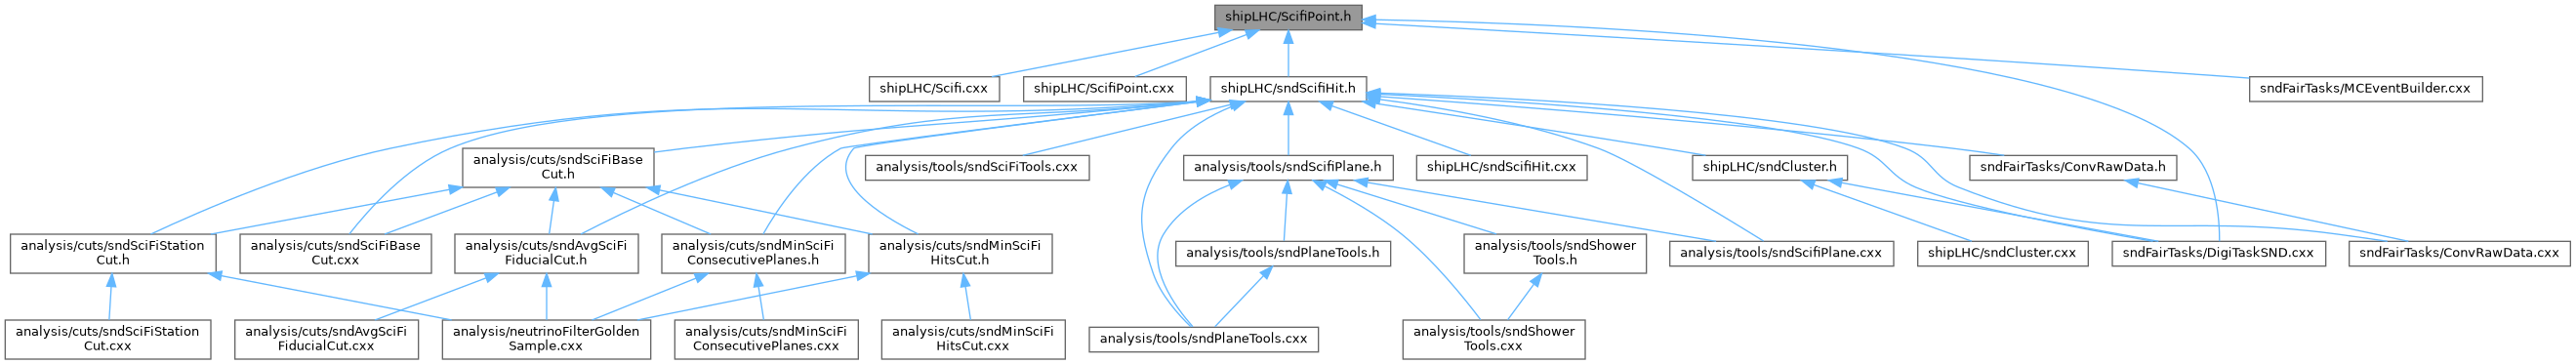 shipLHC/ScifiPoint.h
shipLHC/Scifi.cxx
shipLHC/ScifiPoint.cxx
shipLHC/sndScifiHit.h
sndFairTasks/MCEventBuilder.cxx
analysis/cuts/sndSciFiBase
Cut.h
analysis/tools/sndSciFiTools.cxx
analysis/tools/sndScifiPlane.h
shipLHC/sndScifiHit.cxx
shipLHC/sndCluster.h
sndFairTasks/ConvRawData.h
analysis/cuts/sndSciFiStation
Cut.h
analysis/cuts/sndSciFiBase
Cut.cxx
analysis/cuts/sndAvgSciFi
FiducialCut.h
analysis/cuts/sndMinSciFi
ConsecutivePlanes.h
analysis/cuts/sndMinSciFi
HitsCut.h
analysis/tools/sndPlaneTools.h
analysis/tools/sndShower
Tools.h
analysis/tools/sndScifiPlane.cxx
shipLHC/sndCluster.cxx
sndFairTasks/DigiTaskSND.cxx
sndFairTasks/ConvRawData.cxx
analysis/cuts/sndSciFiStation
Cut.cxx
analysis/cuts/sndAvgSciFi
FiducialCut.cxx
analysis/neutrinoFilterGolden
Sample.cxx
analysis/cuts/sndMinSciFi
ConsecutivePlanes.cxx
analysis/cuts/sndMinSciFi
HitsCut.cxx
analysis/tools/sndPlaneTools.cxx
analysis/tools/sndShower
Tools.cxx